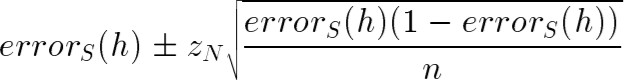 error_S(h) ± z_N √(error_S(h)(1 − error_S(h)) / n)